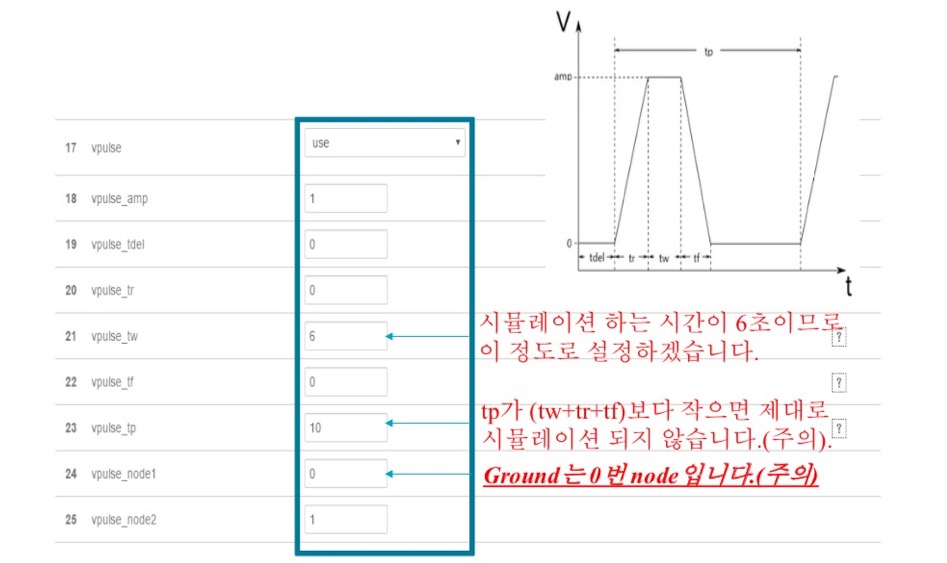 V
tp
amp
0
tdel
tr
tw
tf
t
17 vpulse use
18 vpulse_amp 1
19 vpulse_tdel 0
20 vpulse_tr 0
21 vpulse_tw 6
시뮬레이션 하는 시간이 6초이므로
?
이 정도로 설정하겠습니다.
22 vpulse_tf 0
?
23 vpulse_tp 10
tp가 (tw+tr+tf)보다 작으면 제대로
?
시뮬레이션 되지 않습니다.(주의).
24 vpulse_node1 0
Ground는 0번 node입니다.(주의)
25 vpulse_node2 1